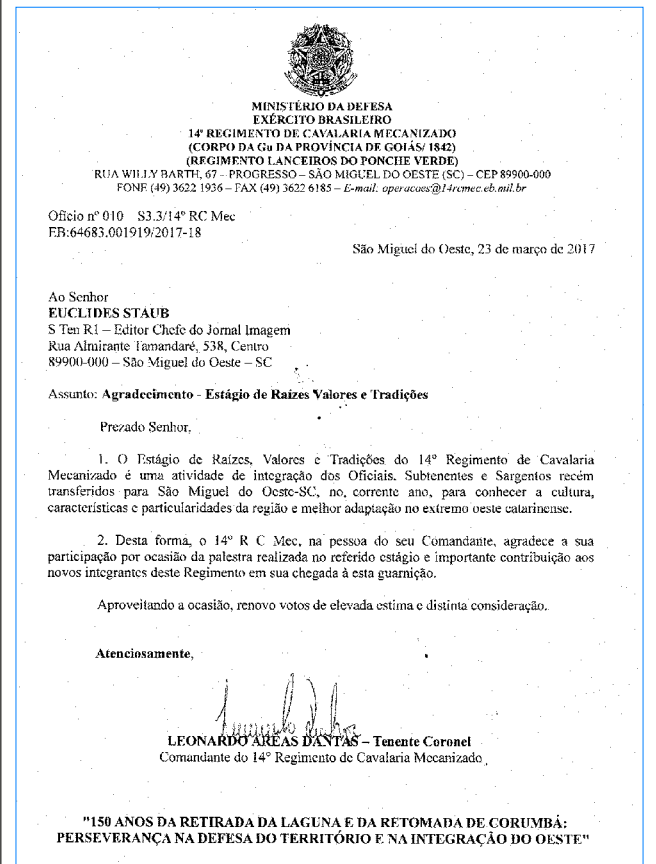 MINISTÉRIO DA DEFESA
EXÉRCITO BRASILEIRO
14º REGIMENTO DE CAVALARIA MECANIZADO
(CORPO DA Gu DA PROVÍNCIA DE GOIÁS/ 1842)
(REGIMENTO LANCEIROS DO PONCHE VERDE)
RUA WILLY BARTH, 67 – PROGRESSO – SÃO MIGUEL DO OESTE (SC) – CEP 89900-000
FONE (49) 3622 1936 – FAX (49) 3622 6185 – E-mail: operacoes@14rcmec.eb.mil.br
Ofício nº 010 S3.3/14º RC Mec
EB:64683.001919/2017-18
São Miguel do Oeste, 23 de março de 2017
Ao Senhor
EUCLIDES STAUB
S Ten R1 – Editor Chefe do Jornal Imagem
Rua Almirante Tamandaré, 538, Centro
89900-000 – São Miguel do Oeste – SC
Assunto: Agradecimento - Estágio de Raízes Valores e Tradições
Prezado Senhor,
1. O Estágio de Raízes, Valores e Tradições do 14º Regimento de Cavalaria
Mecanizado é uma atividade de integração dos Oficiais, Subtenentes e Sargentos recém
transferidos para São Miguel do Oeste-SC, no, corrente ano, para conhecer a cultura,
características e particularidades da região e melhor adaptação no extremo oeste catarinense.
2. Desta forma, o 14º R C Mec, na pessoa do seu Comandante, agradece a sua
participação por ocasião da palestra realizada no referido estágio e importante contribuição aos
novos integrantes deste Regimento em sua chegada à esta guarnição.
Aproveitando a ocasião, renovo votos de elevada estima e distinta consideração.
Atenciosamente,
LEONARDO ARÊAS DANTAS – Tenente Coronel
Comandante do 14º Regimento de Cavalaria Mecanizado
"150 ANOS DA RETIRADA DA LAGUNA E DA RETOMADA DE CORUMBÁ:
PERSEVERANÇA NA DEFESA DO TERRITÓRIO E NA INTEGRAÇÃO DO OESTE"